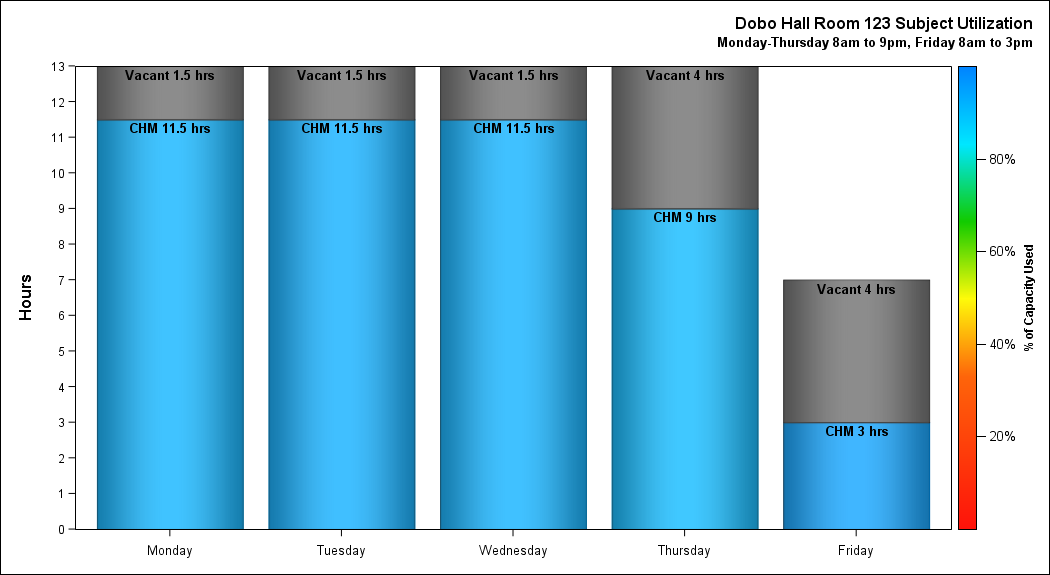 Dobo Hall Room 123 Subject Utilization
Monday-Thursday 8am to 9pm, Friday 8am to 3pm
13
12
11
10
9
8
7
6
5
4
3
2
1
0
Hours
Vacant 1.5 hrs
CHM 11.5 hrs
Vacant 1.5 hrs
CHM 11.5 hrs
Vacant 1.5 hrs
CHM 11.5 hrs
Vacant 4 hrs
CHM 9 hrs
Vacant 4 hrs
CHM 3 hrs
Monday
Tuesday
Wednesday
Thursday
Friday
80%
60%
40%
20%
% of Capacity Used